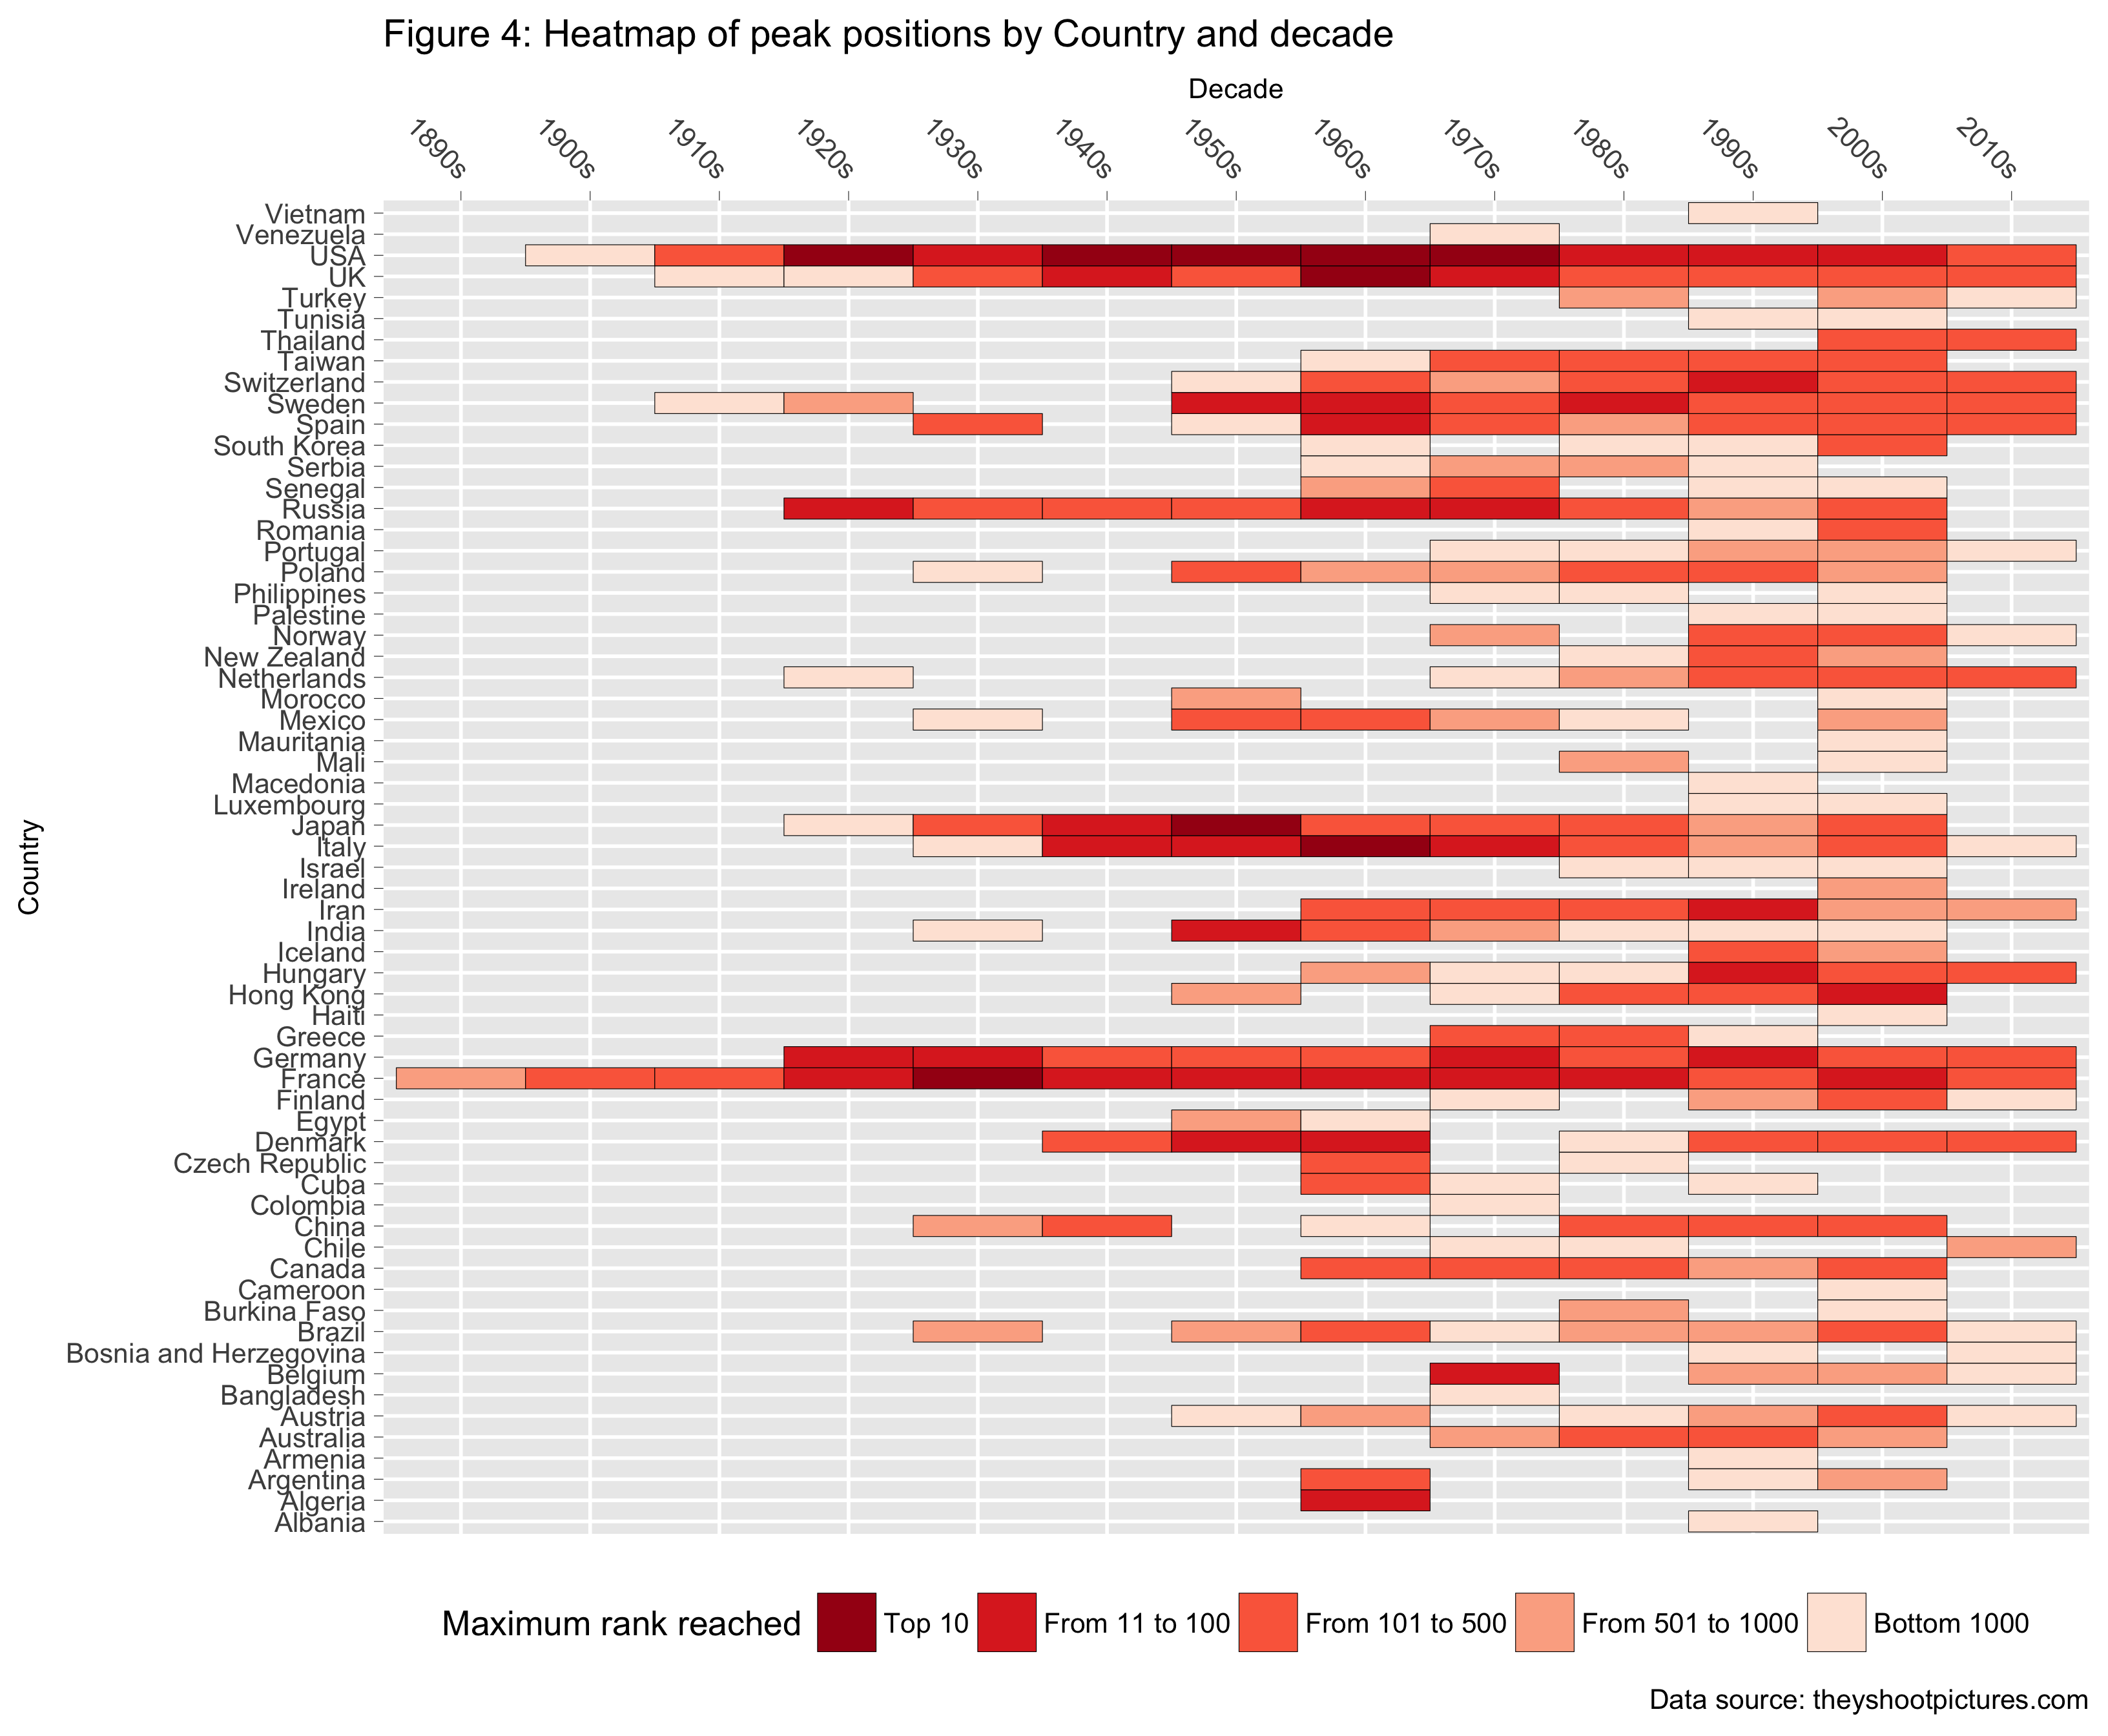 Figure 4: Heatmap of peak positions by Country and decade
Decade
1890s 1900s 1910s 1920s 1930s 1940s 1950s 1960s 1970s 1980s 1990s 2000s 2010s
Country
Vietnam
Venezuela
USA
UK
Turkey
Tunisia
Thailand
Taiwan
Switzerland
Sweden
Spain
South Korea
Serbia
Senegal
Russia
Romania
Portugal
Poland
Philippines
Palestine
Norway
New Zealand
Netherlands
Morocco
Mexico
Mauritania
Mali
Macedonia
Luxembourg
Japan
Italy
Israel
Ireland
Iran
India
Iceland
Hungary
Hong Kong
Haiti
Greece
Germany
France
Finland
Egypt
Denmark
Czech Republic
Cuba
Colombia
China
Chile
Canada
Cameroon
Burkina Faso
Brazil
Bosnia and Herzegovina
Belgium
Bangladesh
Austria
Australia
Armenia
Argentina
Algeria
Albania
Maximum rank reached Top 10 From 11 to 100 From 101 to 500 From 501 to 1000 Bottom 1000
Data source: theyshootpictures.com